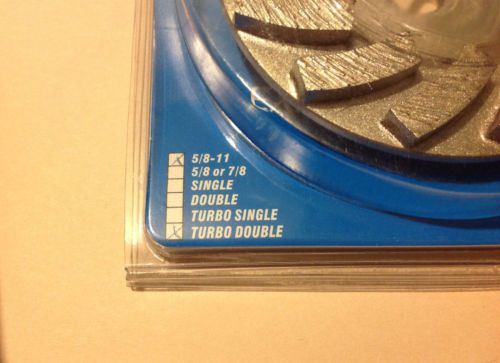 5/8-11
5/8 or 7/8
SINGLE
DOUBLE
TURBO SINGLE
TURBO DOUBLE